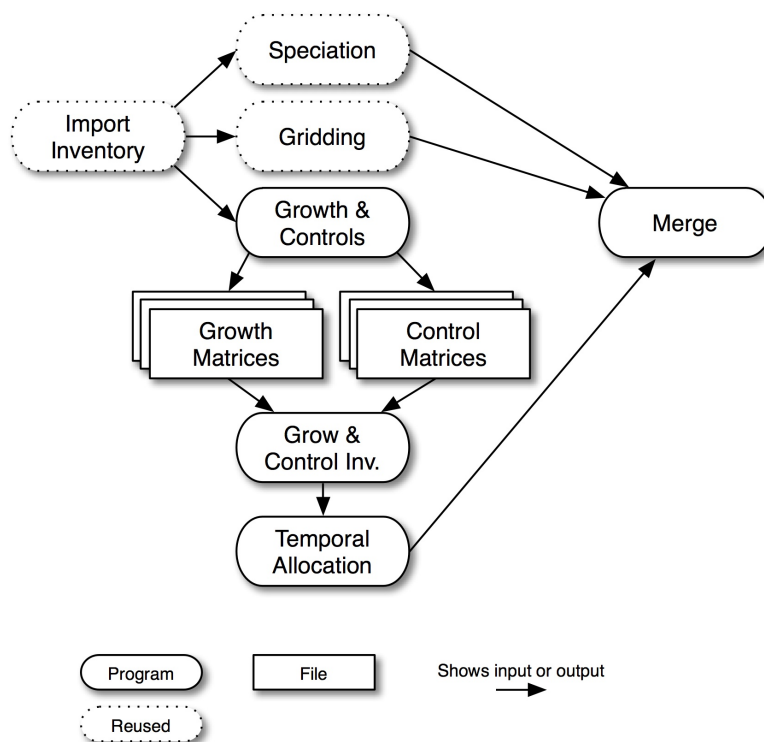 Speciation
Import
Inventory
Gridding
Growth &
Controls
Merge
Growth
Matrices
Control
Matrices
Grow &
Control Inv.
Temporal
Allocation
Program
File
Shows input or output
Reused